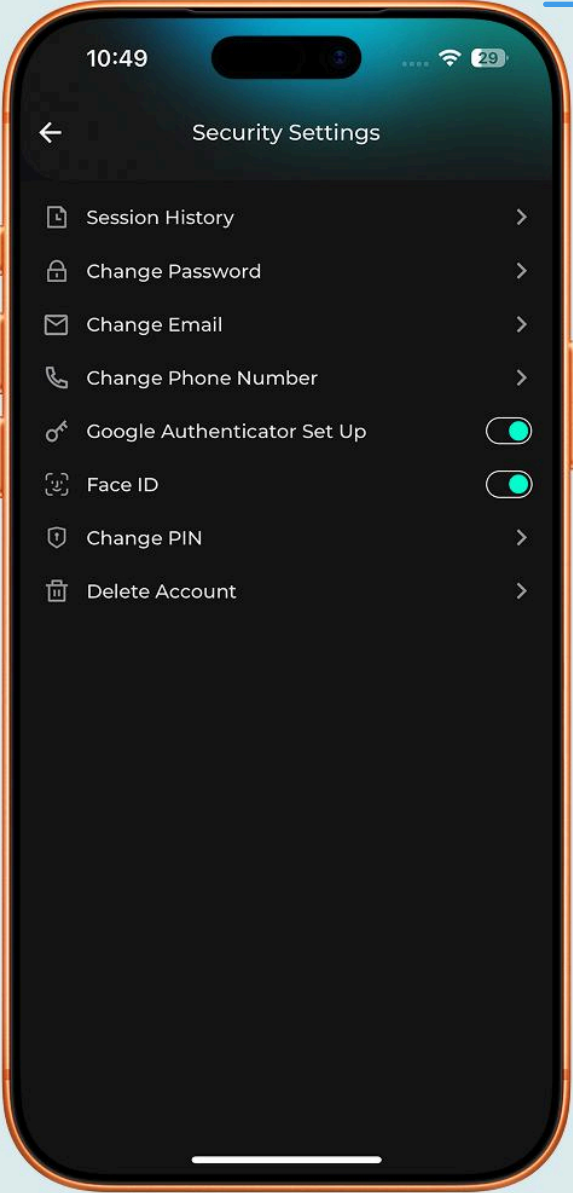 10:49
29
Security Settings
Session History
Change Password
Change Email
Change Phone Number
Google Authenticator Set Up
Face ID
Change PIN
Delete Account